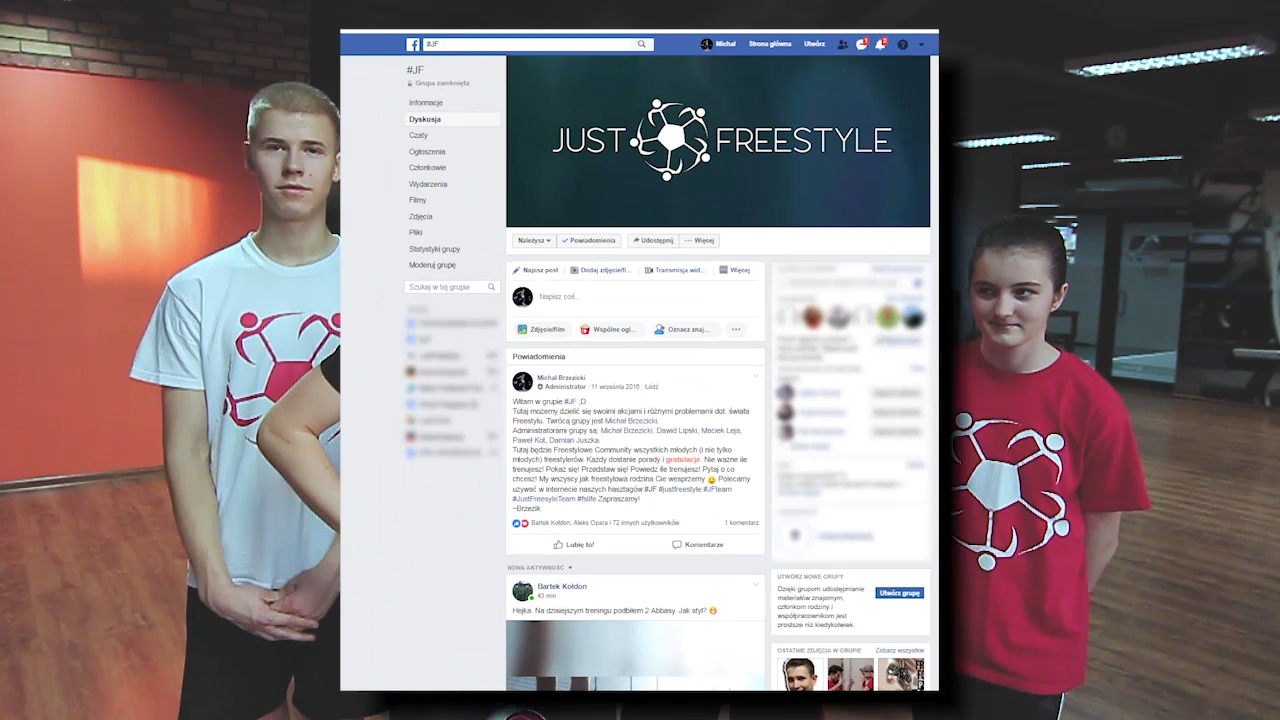 #JF
Michał
Strona główna
Utwórz
1
2
#JF
Grupa zamknięta
Informacje
Dyskusja
Czaty
Ogłoszenia
Członkowie
Wydarzenia
Filmy
Zdjęcia
Pliki
Statystyki grupy
Moderuj grupę
Szukaj w tej grupie
JUST FREESTYLE
Należysz
Powiadomienia
Udostępnij
Więcej
Napisz post
Dodaj zdjęcie/fi...
Transmisja wid...
Więcej
Napisz coś...
Zdjęcie/film
Wspólne ogl...
Oznacz znaj...
Powiadomienia
Michał Brzezicki
Administrator · 11 września 2016 · Łódź
Witam w grupie #JF ;D
Tutaj możemy dzielić się swoimi akcjami i różnymi problemami dot. świata
Freestylu. Twórcą grupy jest Michał Brzezicki.
Administratorami grupy są: Michał Brzezicki, Dawid Lipski, Maciek Leja,
Paweł Kot, Damian Juszka.
Tutaj będzie Freestylowe Community wszystkich młodych (i nie tylko
młodych) freestylerów. Każdy dostanie porady i gratulacje. Nie ważne ile
trenujesz! Pokaż się! Przedstaw się! Powiedz ile trenujesz! Pytaj o co
chcesz! My wszyscy jak freestylowa rodzina Cie wesprzemy 🙂 Polecamy
używać w internecie naszych hasztagów #JF #justfreestyle #JFteam
#JustFreesyleTeam #fslife Zapraszamy!
~Brzezik
Bartek Kołdon, Aleks Opara i 72 innych użytkowników
1 komentarz
Lubię to!
Komentarze
NOWA AKTYWNOŚĆ
Bartek Kołdon
43 min
Hejka. Na dzisiejszym treningu podbiłem 2 Abbasy. Jak styl? 😁
UTWÓRZ NOWE GRUPY
Dzięki grupom udostępnianie
materiałów znajomym,
członkom rodziny i
współpracownikom jest
prostsze niż kiedykolwiek.
Utwórz grupę
OSTATNIE ZDJĘCIA W GRUPIE
Zobacz wszystkie